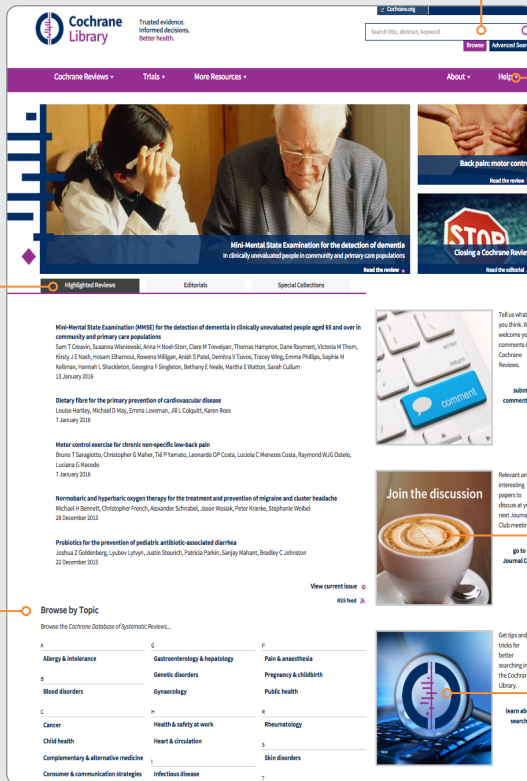 Cochrane.org
Cochrane
Library
Trusted evidence.
Informed decisions.
Better health.
Search title, abstract, keyword
Browse
Advanced Sear
Cochrane Reviews
Trials
More Resources
About
Help
Mini-Mental State Examination for the detection of dementia
In clinically unevaluated people in community and primary care populations
Read the review
Back pain: motor contr
Read the review
STOP
Closing a Cochrane Review
Read the editorial
Highlighted Reviews
Editorials
Special Collections
Mini-Mental State Examination (MMSE) for the detection of dementia in clinically unevaluated people aged 65 and over in
community and primary care populations
Sam T Creavin, Susanna Wisniewski, Anna H Noel-Storr, Clare M Trevelyan, Thomas Hampton, Dane Rayment, Victoria M Thom,
Kirsty J E Nash, Hosam Elhamoui, Rowena Milligan, Anish S Patel, Demitra V Tsivos, Tracey Wing, Emma Phillips, Sophie M
Kellman, Hannah L Shackleton, Georgina F Singleton, Bethany E Neale, Martha E Watton, Sarah Cullum
13 January 2016
Dietary fibre for the primary prevention of cardiovascular disease
Louise Hartley, Michael D May, Emma Loveman, Jill L Colquitt, Karen Rees
7 January 2016
Motor control exercise for chronic non-specific low-back pain
Bruno T Saragiotto, Christopher G Maher, Tiê P Yamato, Leonardo OP Costa, Luciola C Menezes Costa, Raymond WJG Ostelo,
Luciana G Macedo
7 January 2016
Normobaric and hyperbaric oxygen therapy for the treatment and prevention of migraine and cluster headache
Michael H Bennett, Christopher French, Alexander Schnabel, Jason Wasiak, Peter Kranke, Stephanie Weibel
28 December 2015
Probiotics for the prevention of pediatric antibiotic-associated diarrhea
Joshua Z Goldenberg, Lyubov Lytvyn, Justin Steurich, Patricia Parkin, Sanjay Mahant, Bradley C Johnston
22 December 2015
View current issue
RSS feed
enter
return
comment
Tell us what
you think. W
welcome yo
comments o
Cochrane
Reviews.
subm
comment
Join the discussion
Relevant an
interesting
papers to
discuss at yo
next Journa
Club meetin
go to
Journal C
Get tips and
tricks for
better
searching in
the Cochran
Library.
learn abo
search
Browse by Topic
Browse the Cochrane Database of Systematic Reviews...
A
Allergy & intolerance
B
Blood disorders
C
Cancer
Child health
Complementary & alternative medicine
Consumer & communication strategies
G
Gastroenterology & hepatology
Genetic disorders
Gynaecology
H
Health & safety at work
Heart & circulation
I
Infectious disease
P
Pain & anaesthesia
Pregnancy & childbirth
Public health
R
Rheumatology
S
Skin disorders
T